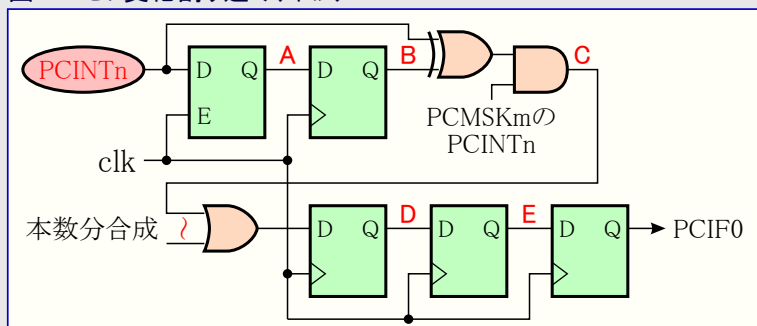 PCINTn
D Q
E
A
D Q
B
C
PCMSKmの
PCINTn
clk
本数分合成
~
D Q
D
D Q
E
D Q
PCIF0